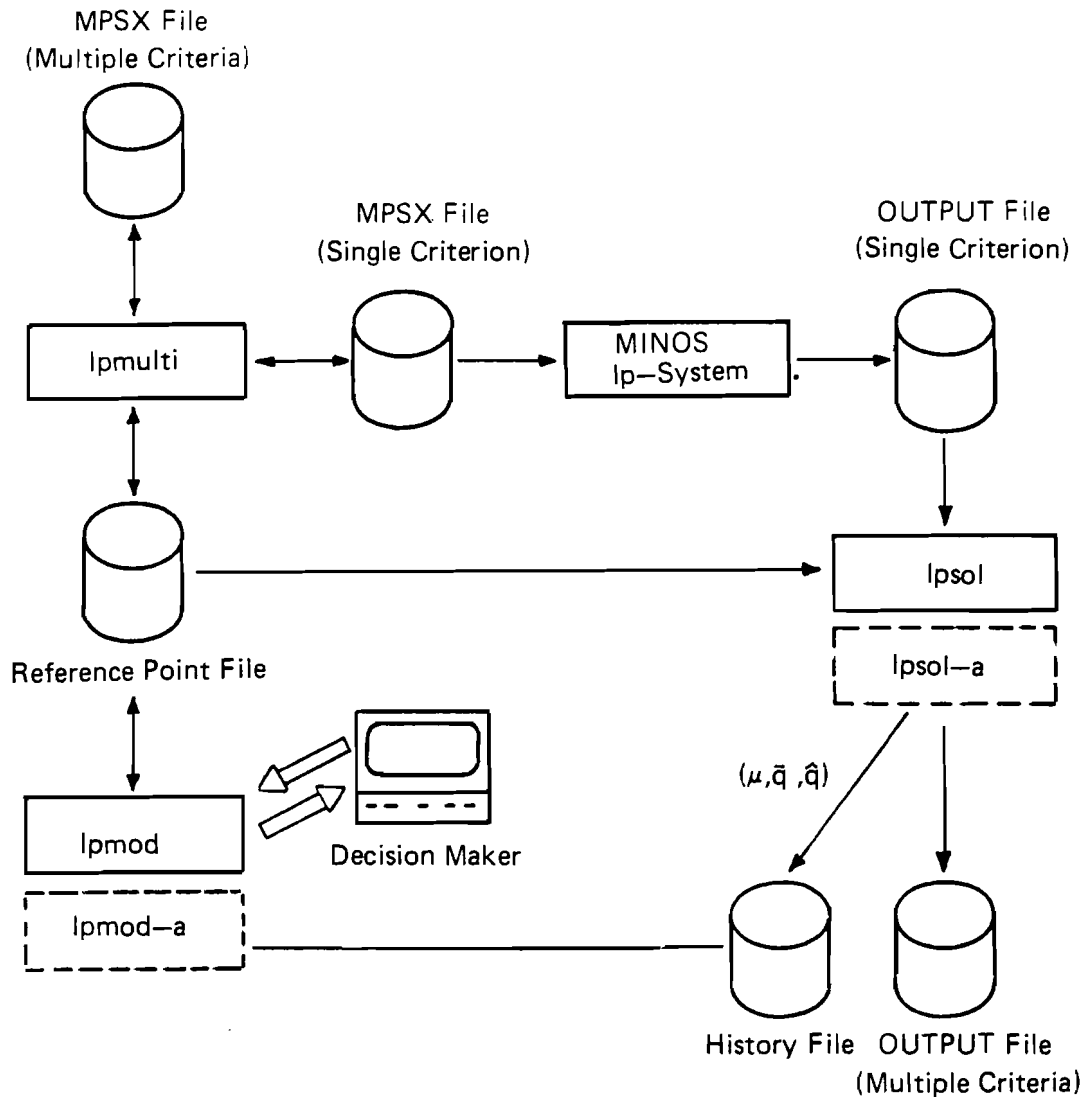 MPSX File
(Multiple Criteria)
MPSX File
(Single Criterion)
OUTPUT File
(Single Criterion)
lpmulti
MINOS
lp—System
lpsol
lpsol—a
Reference Point File
(μ,q̄ ,q̂)
lpmod
Decision Maker
lpmod—a
History File
OUTPUT File
(Multiple Criteria)